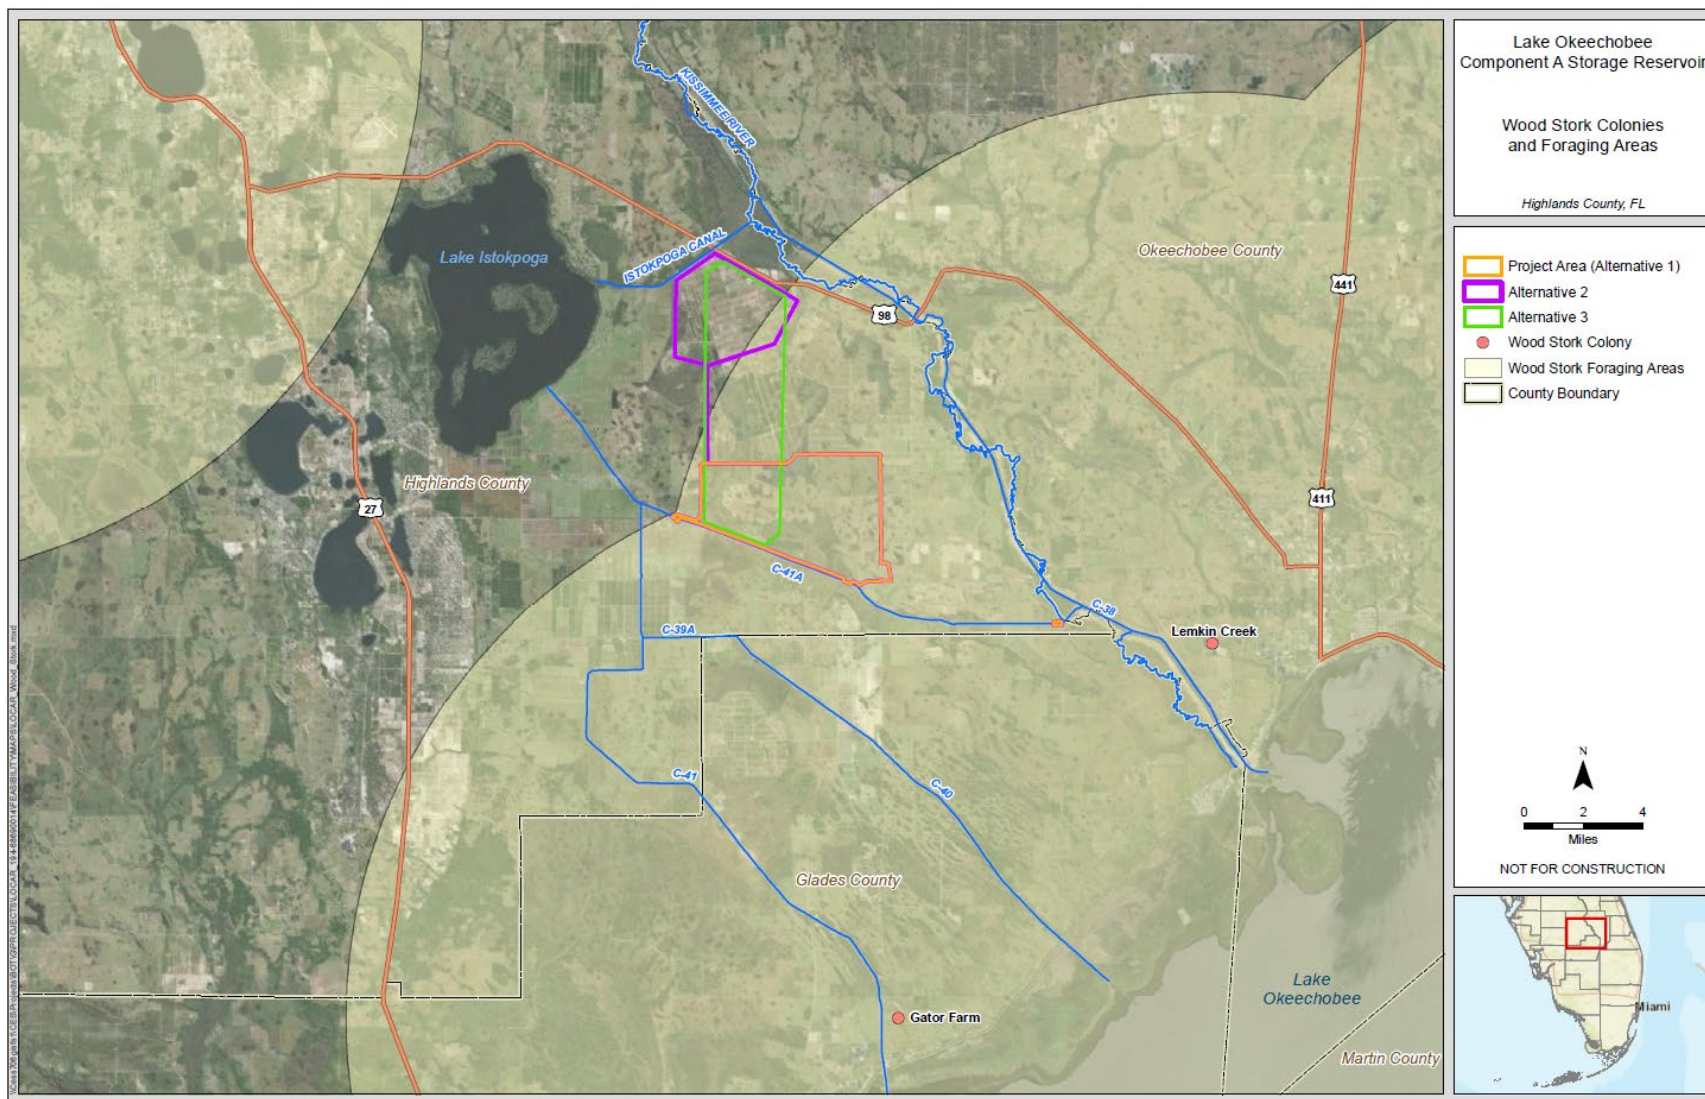 Lake Okeechobee
Component A Storage Reservoir
Wood Stork Colonies
and Foraging Areas
Highlands County, FL
Project Area (Alternative 1)
Alternative 2
Alternative 3
Wood Stork Colony
Wood Stork Foraging Areas
County Boundary
N
0 2 4
Miles
NOT FOR CONSTRUCTION
Miami
KISSIMMEE RIVER
Lake Istokpoga
ISTOKPOGA CANAL
Okeechobee County
441
98
Highlands County
27
411
C-41A
C-38
C-39A
Lemkin Creek
C-41
C-40
Glades County
Lake
Okeechobee
Gator Farm
Martin County